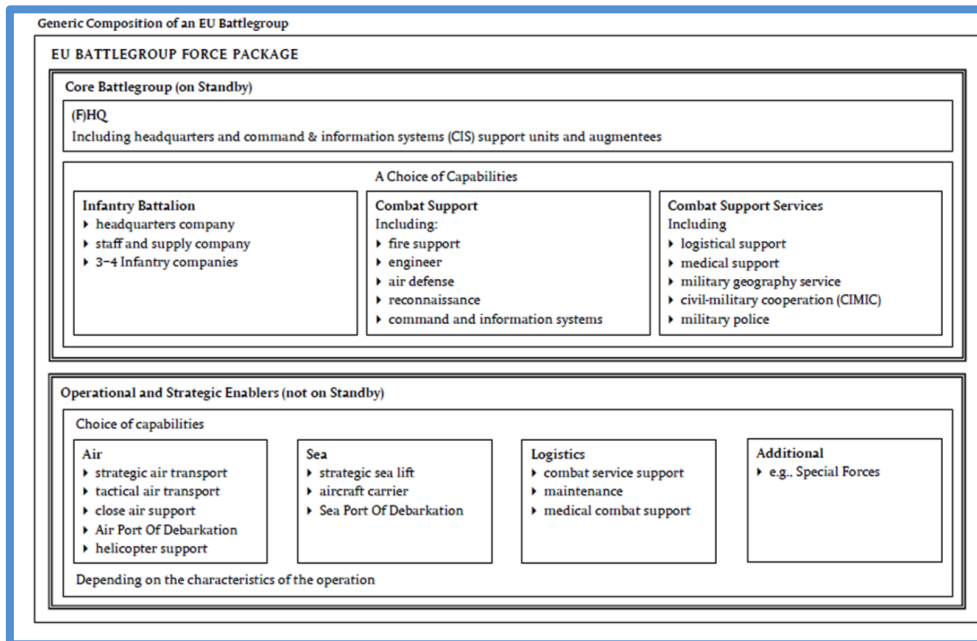 Generic Composition of an EU Battlegroup
EU BATTLEGROUP FORCE PACKAGE
Core Battlegroup (on Standby)
(F)HQ
Including headquarters and command & information systems (CIS) support units and augmentees
A Choice of Capabilities
Infantry Battalion
‣ headquarters company
‣ staff and supply company
‣ 3–4 Infantry companies
Combat Support
Including:
‣ fire support
‣ engineer
‣ air defense
‣ reconnaissance
‣ command and information systems
Combat Support Services
Including
‣ logistical support
‣ medical support
‣ military geography service
‣ civil-military cooperation (CIMIC)
‣ military police
Operational and Strategic Enablers (not on Standby)
Choice of capabilities
Air
‣ strategic air transport
‣ tactical air transport
‣ close air support
‣ Air Port Of Debarkation
‣ helicopter support
Sea
‣ strategic sea lift
‣ aircraft carrier
‣ Sea Port Of Debarkation
Logistics
‣ combat service support
‣ maintenance
‣ medical combat support
Additional
‣ e.g., Special Forces
Depending on the characteristics of the operation